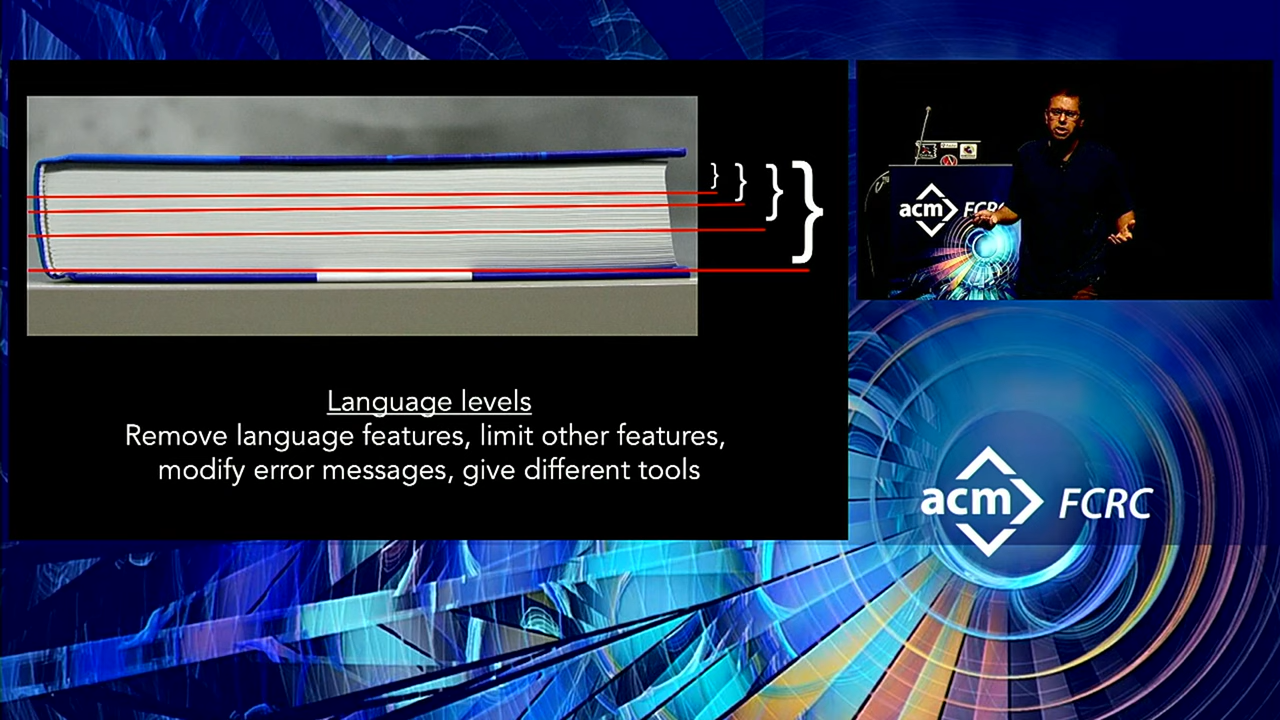 }
}
}
}
Language levels
Remove language features, limit other features,
modify error messages, give different tools
acm FCRC
acm FCRC